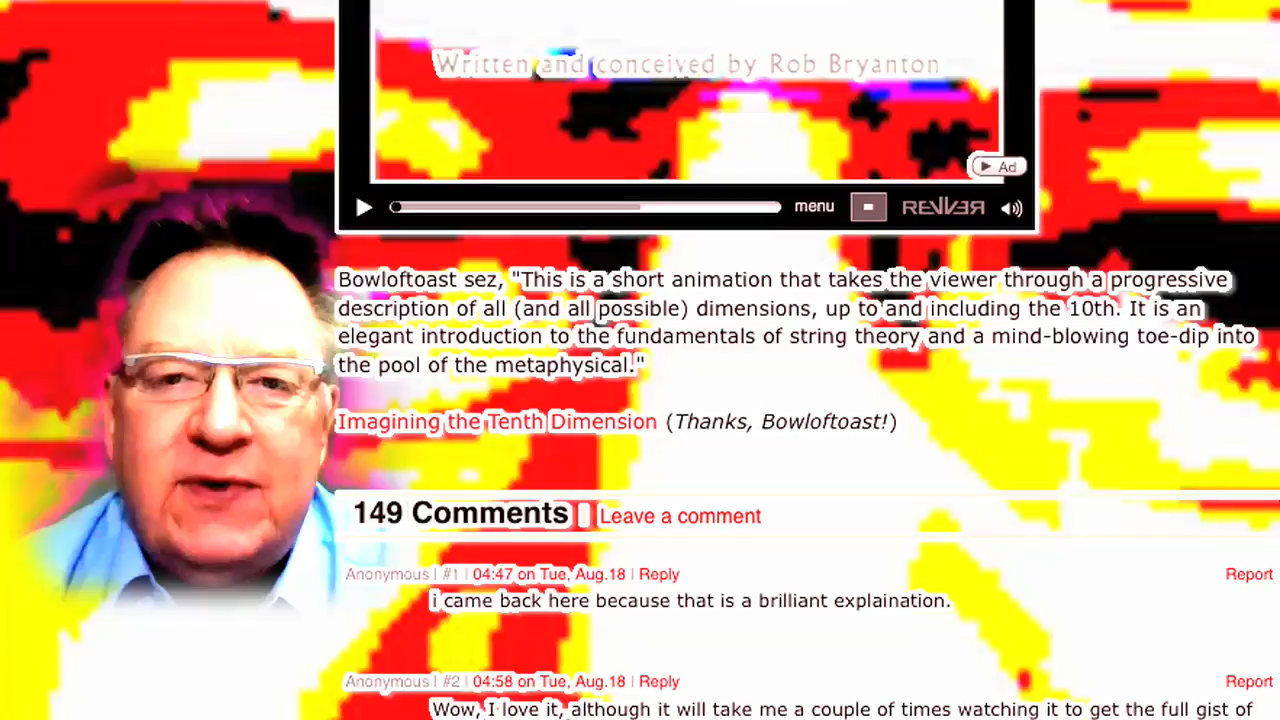 Written and conceived by Rob Bryanton
Ad
menu
REVVER
Bowloftoast sez, "This is a short animation that takes the viewer through a progressive
description of all (and all possible) dimensions, up to and including the 10th. It is an
elegant introduction to the fundamentals of string theory and a mind-blowing toe-dip into
the pool of the metaphysical."
Imagining the Tenth Dimension (Thanks, Bowloftoast!)
149 Comments Leave a comment
Anonymous | #1 | 04:47 on Tue, Aug.18 | Reply Report
i came back here because that is a brilliant explaination.
Anonymous | #2 | 04:58 on Tue, Aug.18 | Reply Report
Wow, I love it, although it will take me a couple of times watching it to get the full gist of